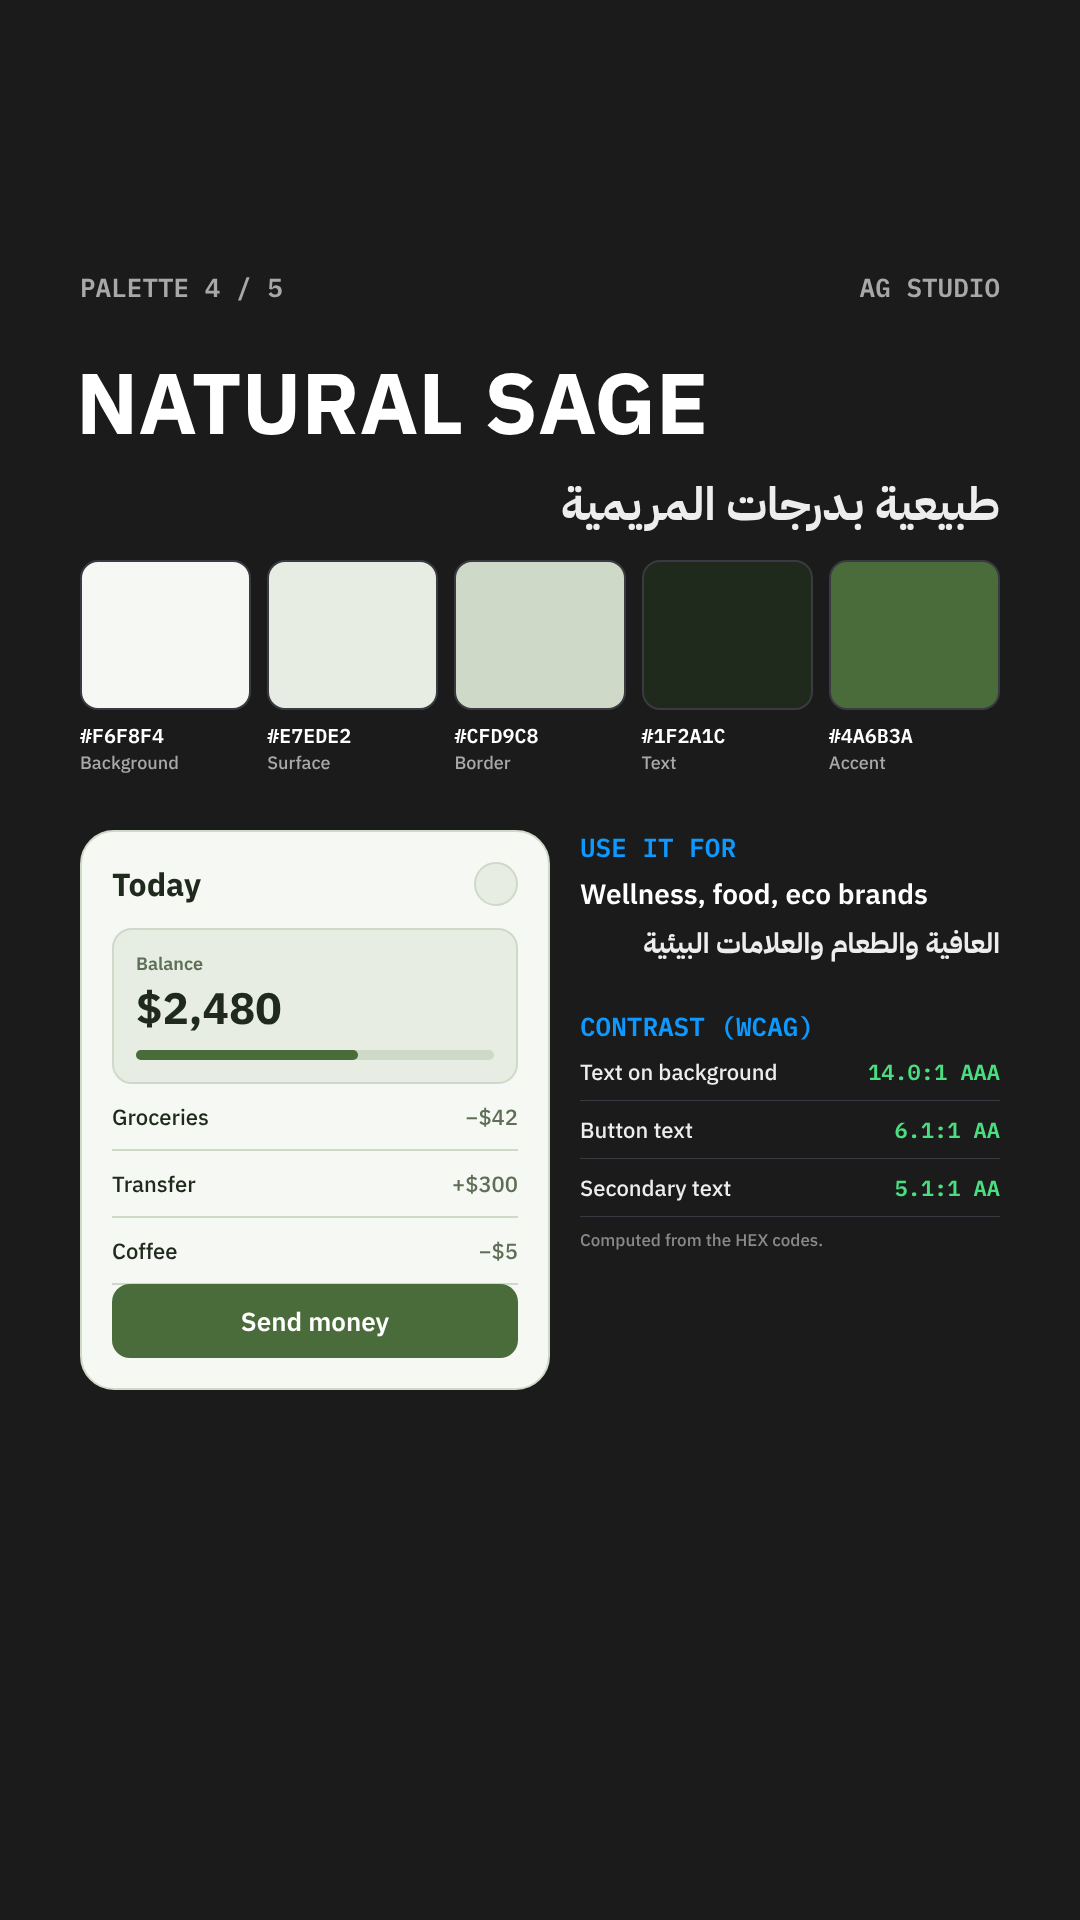 PALETTE 4 / 5
AG STUDIO
NATURAL SAGE
طبيعية بدرجات المريمية
#F6F8F4
Background
#E7EDE2
Surface
#CFD9C8
Border
#1F2A1C
Text
#4A6B3A
Accent
Today
Balance
$2,480
Groceries −$42
Transfer +$300
Coffee −$5
Send money
USE IT FOR
Wellness, food, eco brands
العافية والطعام والعلامات البيئية
CONTRAST (WCAG)
Text on background 14.0:1 AAA
Button text 6.1:1 AA
Secondary text 5.1:1 AA
Computed from the HEX codes.